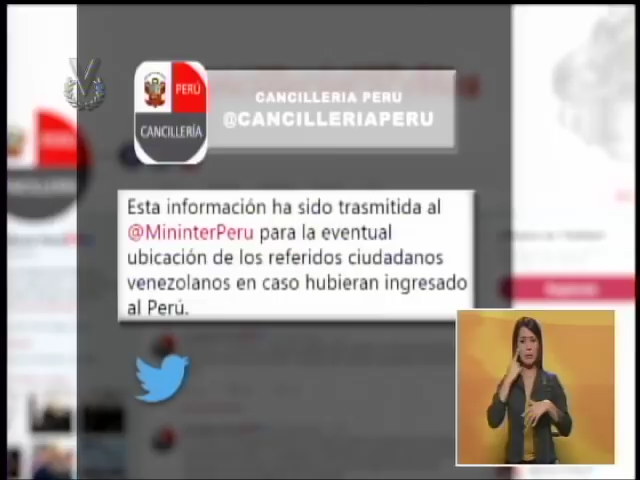 PERÚ
CANCILLERÍA
CANCILLERIA PERU
@CANCILLERIAPERU
Esta información ha sido trasmitida al
@MininterPeru para la eventual
ubicación de los referidos ciudadanos
venezolanos en caso hubieran ingresado
al Perú.